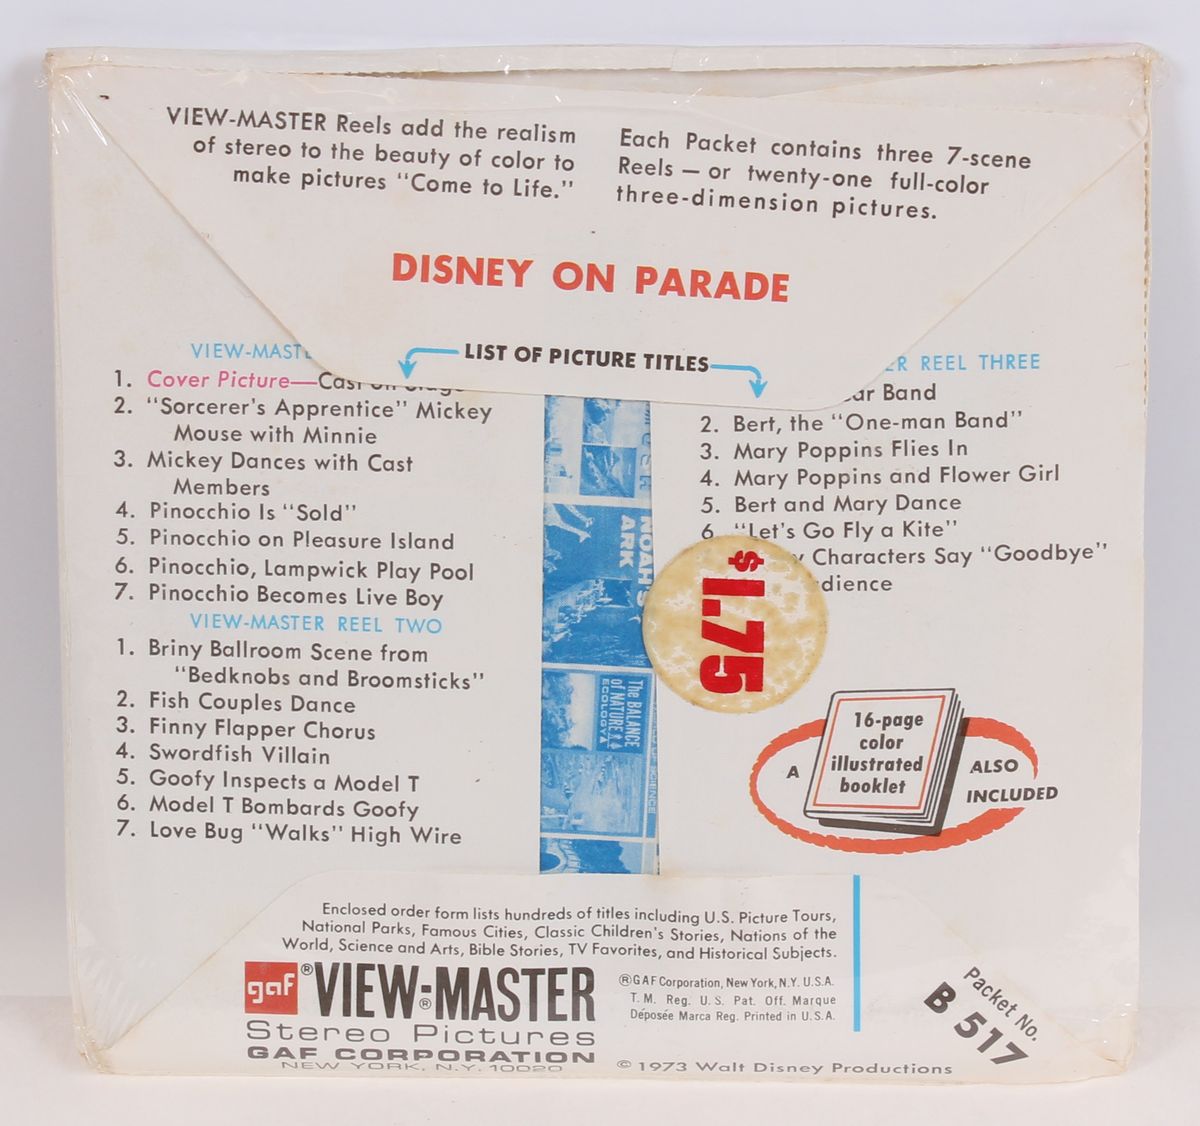 VIEW-MASTER Reels add the realism
of stereo to the beauty of color to
make pictures "Come to Life."
Each Packet contains three 7-scene
Reels — or twenty-one full-color
three-dimension pictures.
DISNEY ON PARADE
LIST OF PICTURE TITLES
VIEW-MAST
1. Cover Picture—Cast on Stage
2. "Sorcerer's Apprentice" Mickey
Mouse with Minnie
3. Mickey Dances with Cast
Members
4. Pinocchio Is "Sold"
5. Pinocchio on Pleasure Island
6. Pinocchio, Lampwick Play Pool
7. Pinocchio Becomes Live Boy
VIEW-MASTER REEL TWO
1. Briny Ballroom Scene from
"Bedknobs and Broomsticks"
2. Fish Couples Dance
3. Finny Flapper Chorus
4. Swordfish Villain
5. Goofy Inspects a Model T
6. Model T Bombards Goofy
7. Love Bug "Walks" High Wire
ER REEL THREE
ar Band
2. Bert, the "One-man Band"
3. Mary Poppins Flies In
4. Mary Poppins and Flower Girl
5. Bert and Mary Dance
6. "Let's Go Fly a Kite"
y Characters Say "Goodbye"
dience
NOAH'S
ARK
The BALANCE
of NATURE
ECOLOGY
SCIENCE
$1.75
A
16-page
color
illustrated
booklet
ALSO
INCLUDED
Enclosed order form lists hundreds of titles including U.S. Picture Tours,
National Parks, Famous Cities, Classic Children's Stories, Nations of the
World, Science and Arts, Bible Stories, TV Favorites, and Historical Subjects.
gaf® VIEW-MASTER®
Stereo Pictures
GAF CORPORATION
NEW YORK, N.Y. 10020
®GAF Corporation, New York, N.Y. U.S.A.
T.M. Reg. U.S. Pat. Off. Marque
Déposée Marca Reg. Printed in U.S.A.
© 1973 Walt Disney Productions
Packet No.
B 517